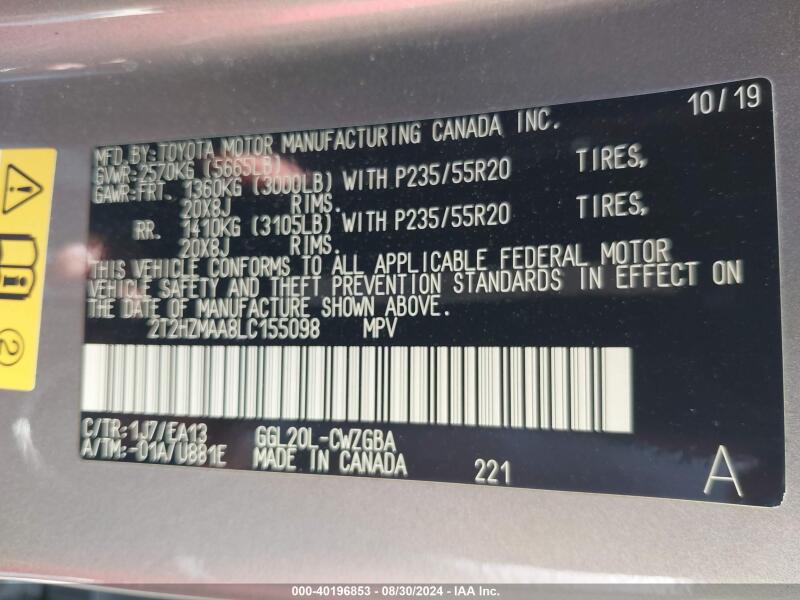 10/19
MFD.BY:TOYOTA MOTOR MANUFACTURING CANADA INC.
GVWR:2570KG (5665LB)
GAWR:FRT. 1360KG (3000LB) WITH P235/55R20 TIRES,
20X8J RIMS.
RR. 1410KG (3105LB) WITH P235/55R20 TIRES,
20X8J RIMS.
THIS VEHICLE CONFORMS TO ALL APPLICABLE FEDERAL MOTOR
VEHICLE SAFETY AND THEFT PREVENTION STANDARDS IN EFFECT ON
THE DATE OF MANUFACTURE SHOWN ABOVE.
2T2HZMAA8LC155098 MPV
C/TR:1J7/EA13 GGL20L-CWZGBA
A/TM:-01A/U881E MADE IN CANADA 221 A
2
000-40196853 - 08/30/2024 - IAA Inc.